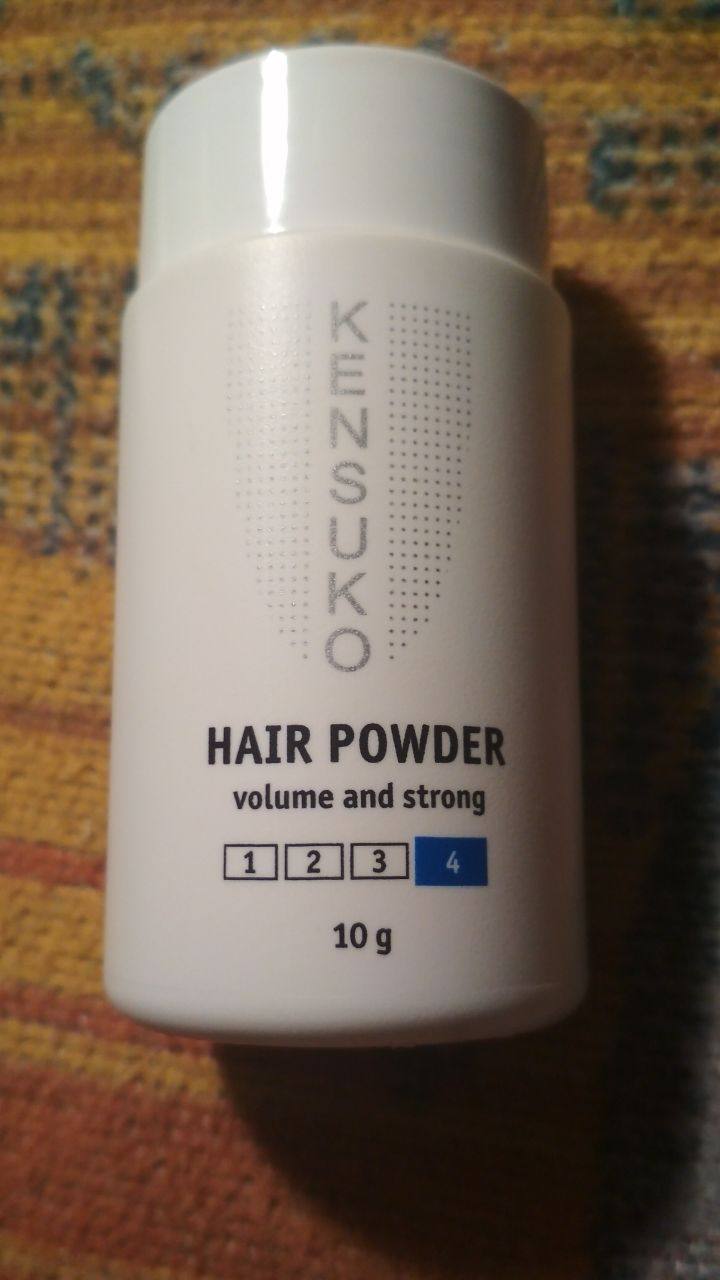 KENSUKO
HAIR POWDER
volume and strong
1 2 3 4
10 g